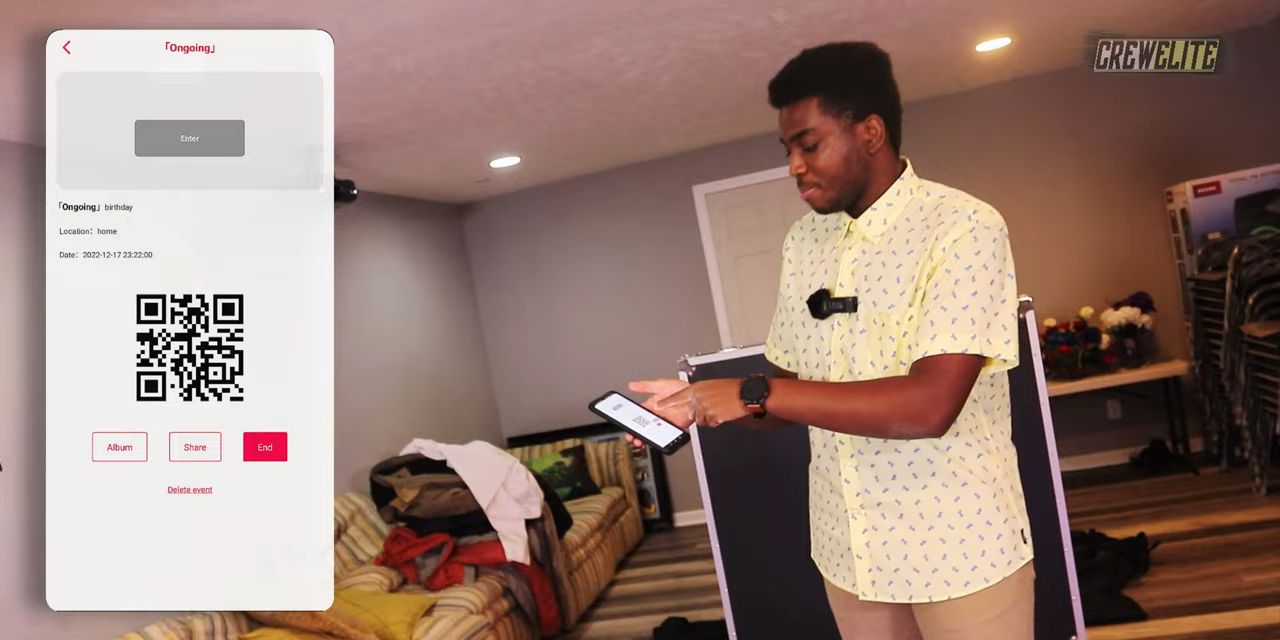 「Ongoing」
Enter
「Ongoing」 birthday
Location: home
Date: 2022-12-17 23:22:00
Album
Share
End
Delete event
CREWELITE